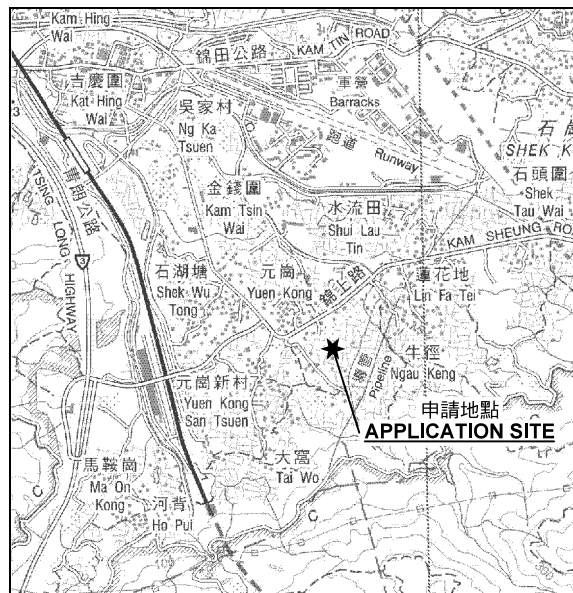 Kam Hing
Wai
錦田公路
KAM TIN ROAD
吉慶圍
Kat Hing
Wai
軍營
Barracks
吳家村
Ng Ka
Tsuen
跑道
Runway
石崗
SHEK K
石頭圍
Shek
Tau Wai
3
青朗公路
TSING LONG HIGHWAY
金錢圍
Kam Tsin
Wai
水流田
Shui Lau
Tin
KAM SHEUNG RO
錦上路
石湖塘
Shek Wu
Tong
元崗
Yuen Kong
蓮花地
Lin Fa Tei
牛徑
Ngau Keng
Pipeline
元崗新村
Yuen Kong
San Tsuen
申請地點
APPLICATION SITE
馬鞍崗
Ma On
Kong
大窩
Tai Wo
河背
Ho Pui
C
C